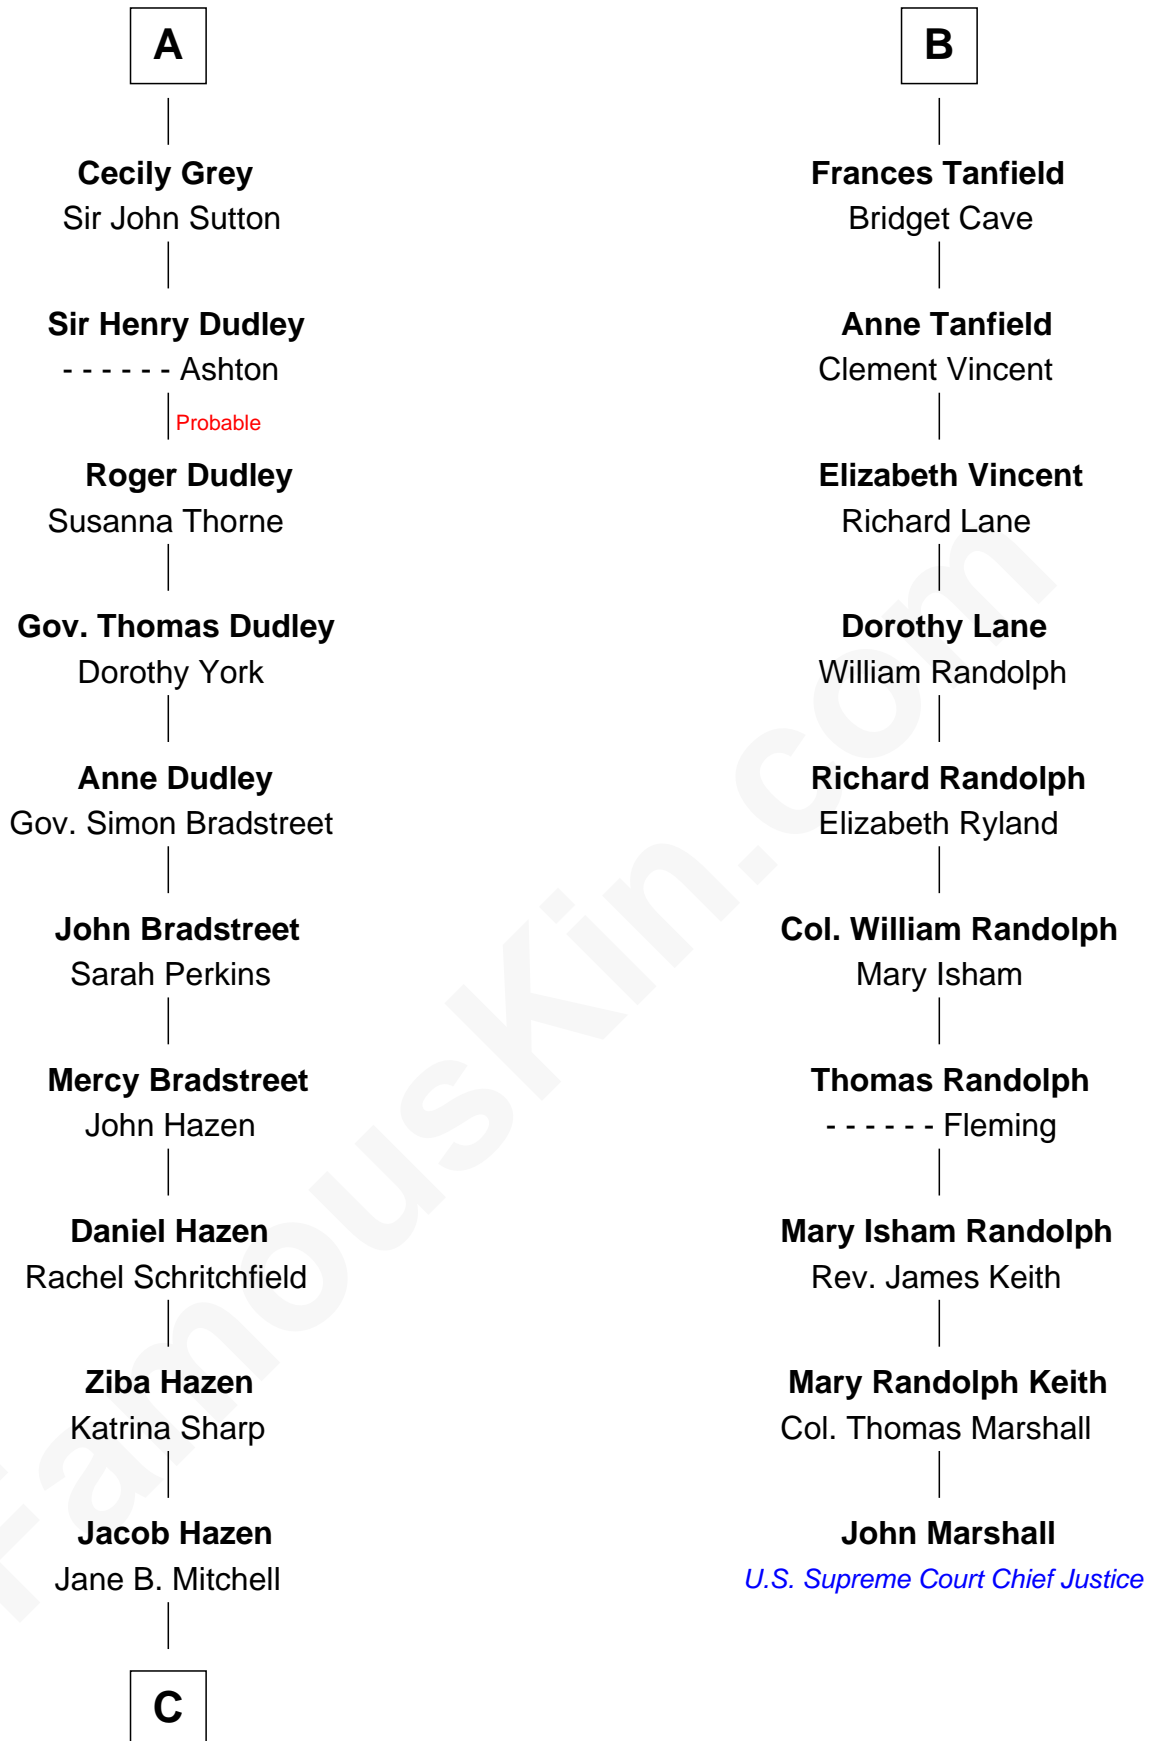 A
Cecily Grey
Sir John Sutton
Sir Henry Dudley
- - - - - - Ashton
Probable
Roger Dudley
Susanna Thorne
Gov. Thomas Dudley
Dorothy York
Anne Dudley
Gov. Simon Bradstreet
John Bradstreet
Sarah Perkins
Mercy Bradstreet
John Hazen
Daniel Hazen
Rachel Schritchfield
Ziba Hazen
Katrina Sharp
Jacob Hazen
Jane B. Mitchell
C
B
Frances Tanfield
Bridget Cave
Anne Tanfield
Clement Vincent
Elizabeth Vincent
Richard Lane
Dorothy Lane
William Randolph
Richard Randolph
Elizabeth Ryland
Col. William Randolph
Mary Isham
Thomas Randolph
- - - - - - Fleming
Mary Isham Randolph
Rev. James Keith
Mary Randolph Keith
Col. Thomas Marshall
John Marshall
U.S. Supreme Court Chief Justice
FamousKin.com